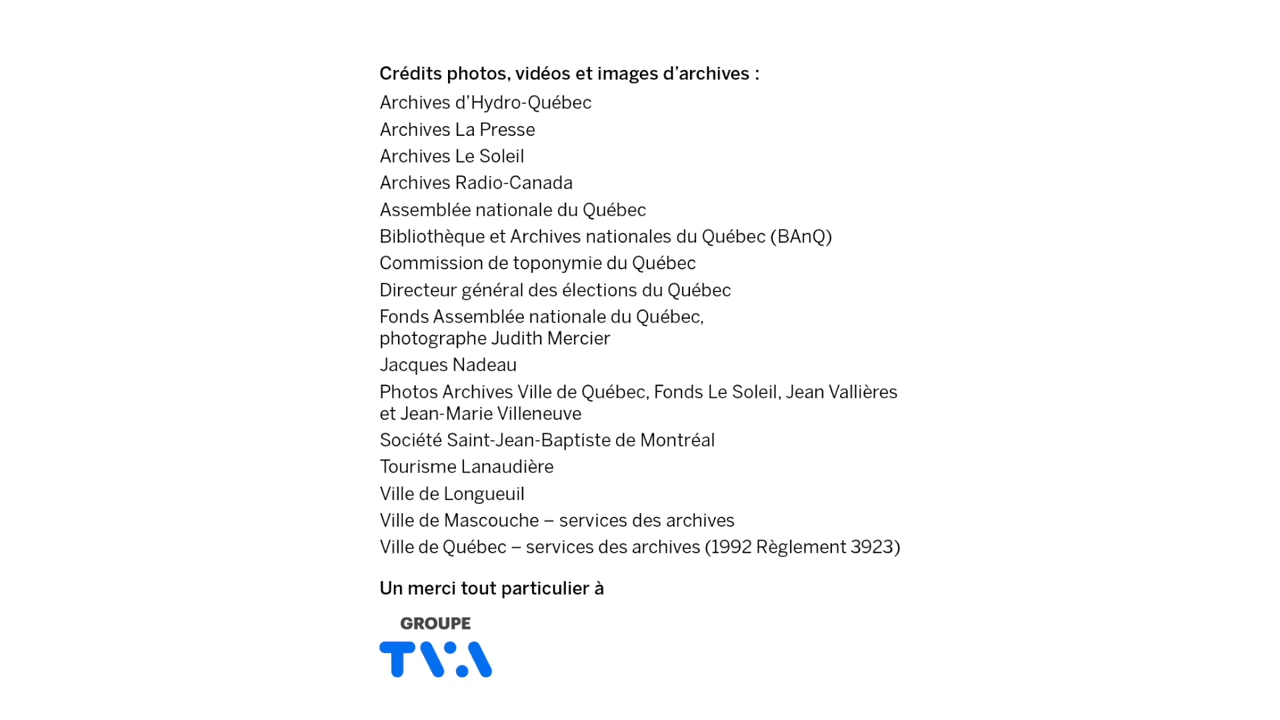 Crédits photos, vidéos et images d’archives :
Archives d’Hydro-Québec
Archives La Presse
Archives Le Soleil
Archives Radio-Canada
Assemblée nationale du Québec
Bibliothèque et Archives nationales du Québec (BAnQ)
Commission de toponymie du Québec
Directeur général des élections du Québec
Fonds Assemblée nationale du Québec,
photographe Judith Mercier
Jacques Nadeau
Photos Archives Ville de Québec, Fonds Le Soleil, Jean Vallières
et Jean-Marie Villeneuve
Société Saint-Jean-Baptiste de Montréal
Tourisme Lanaudière
Ville de Longueuil
Ville de Mascouche – services des archives
Ville de Québec – services des archives (1992 Règlement 3923)
Un merci tout particulier à
GROUPE
TVA